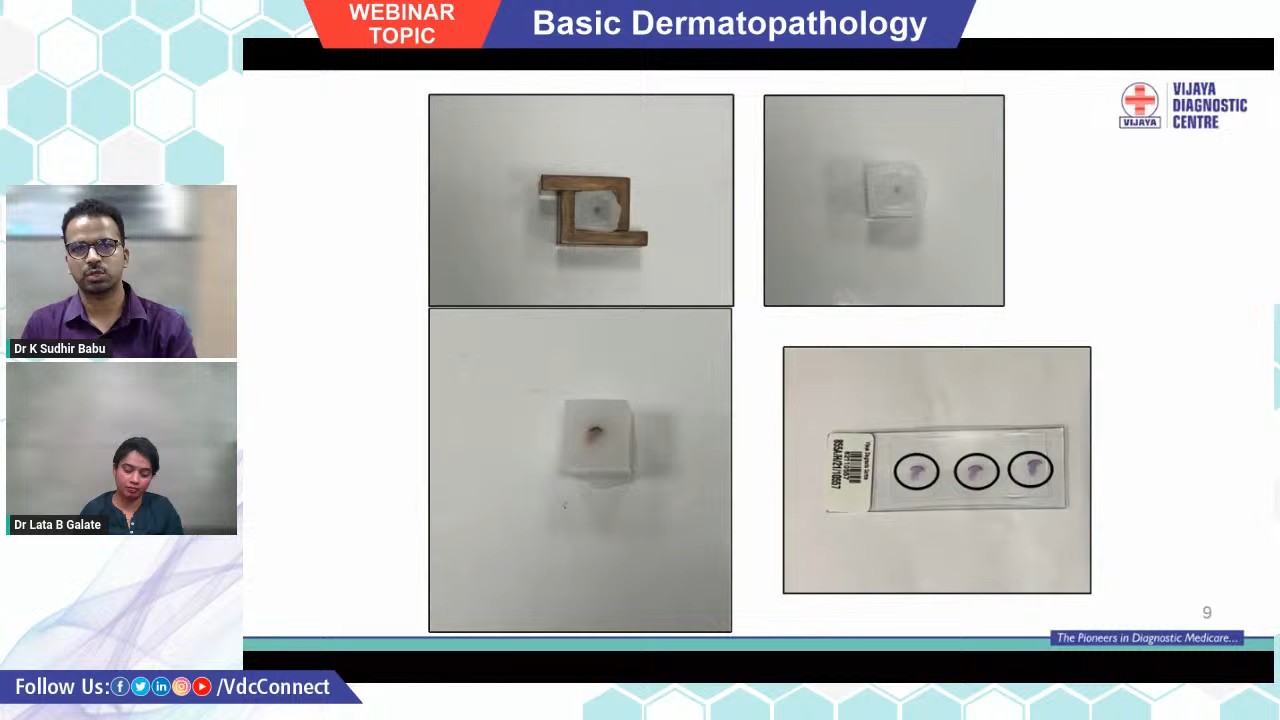 WEBINAR
TOPIC
Basic Dermatopathology
VIJAYA
DIAGNOSTIC
CENTRE
VIJAYA
Dr K Sudhir Babu
Dr Lata B Galate
9
The Pioneers in Diagnostic Medicare...
Follow Us:
/VdcConnect